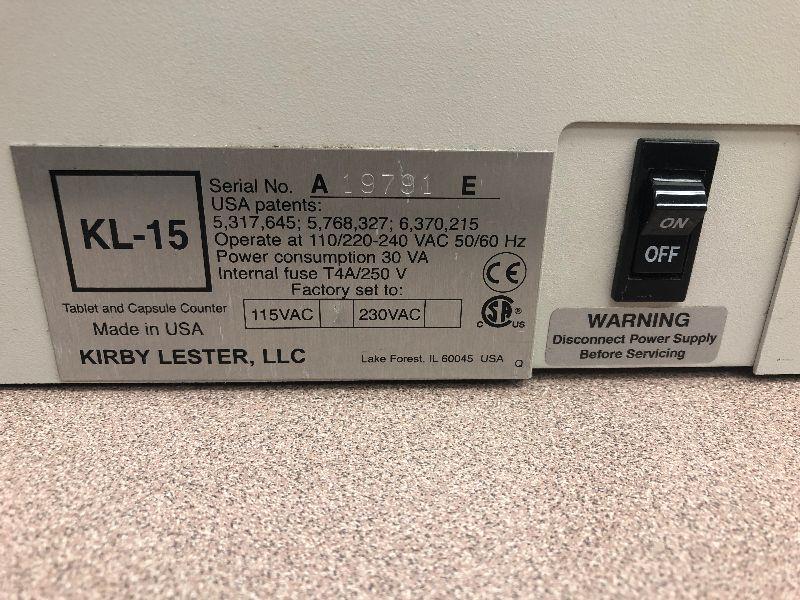 KL-15
Serial No. A 19791 E
USA patents:
5,317,645; 5,768,327; 6,370,215
Operate at 110/220-240 VAC 50/60 Hz
Power consumption 30 VA
Internal fuse T4A/250 V
Factory set to:
115VAC 230VAC
CE
Tablet and Capsule Counter
Made in USA
SA ®
C US
KIRBY LESTER, LLC
Lake Forest, IL 60045 USA Q
ON
OFF
WARNING
Disconnect Power Supply
Before Servicing